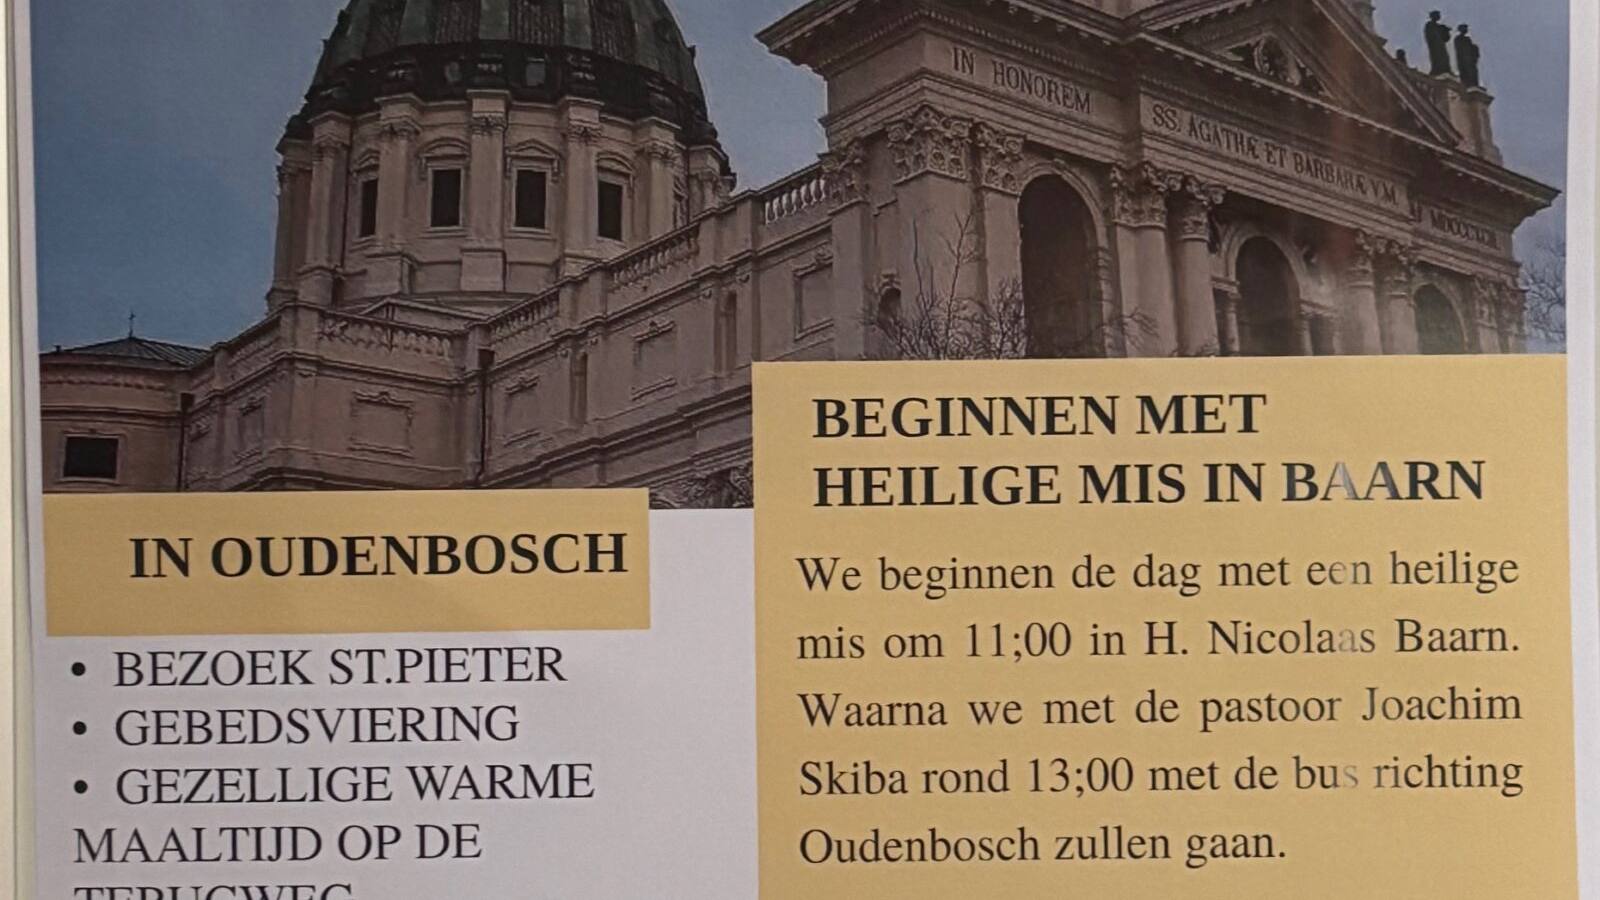 IN HONOREM
SS. AGATHÆ ET BARBARÆ V.M.
IN OUDENBOSCH
• BEZOEK ST.PIETER
• GEBEDSVIERING
• GEZELLIGE WARME
MAALTIJD OP DE
TERUGWEG
BEGINNEN MET
HEILIGE MIS IN BAARN
We beginnen de dag met een heilige
mis om 11;00 in H. Nicolaas Baarn.
Waarna we met de pastoor Joachim
Skiba rond 13;00 met de bus richting
Oudenbosch zullen gaan.